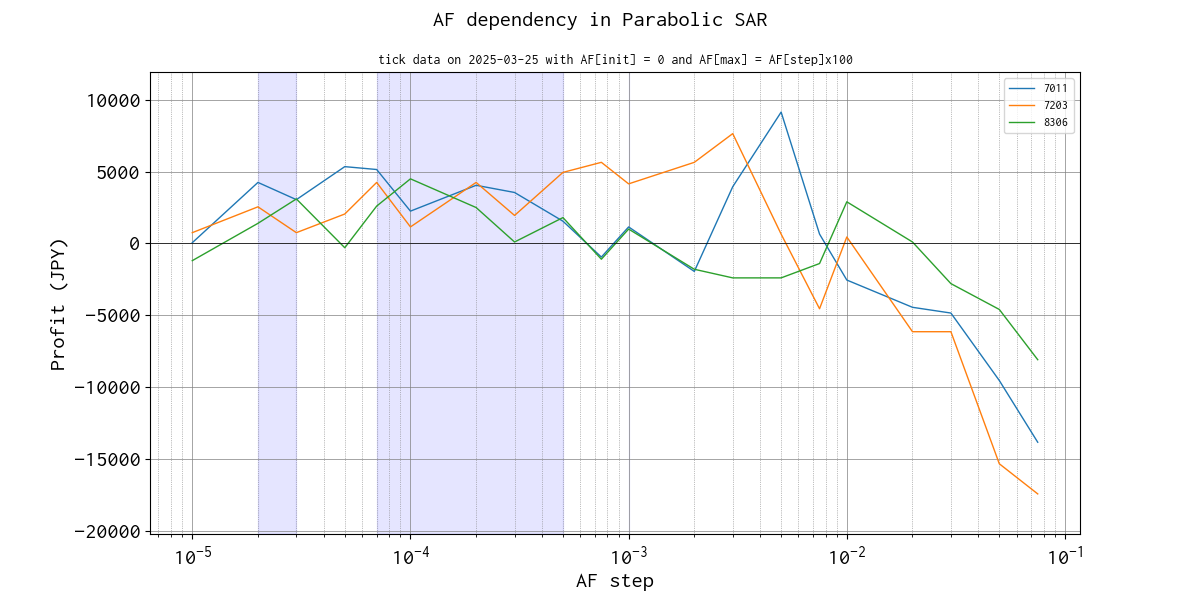 AF dependency in Parabolic SAR
tick data on 2025-03-25 with AF[init] = 0 and AF[max] = AF[step]x100
7011
7203
8306
Profit (JPY)
10000
5000
0
−5000
−10000
−15000
−20000
10⁻⁵ 10⁻⁴ 10⁻³ 10⁻² 10⁻¹
AF step